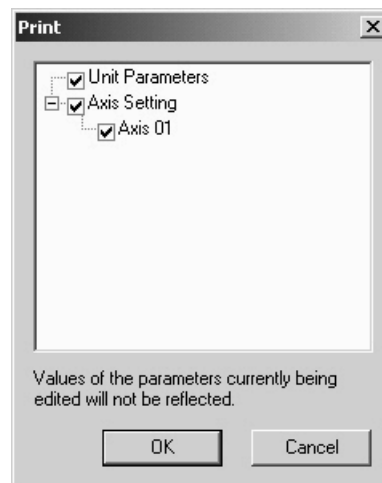 Print
Unit Parameters
Axis Setting
Axis 01
Values of the parameters currently being
edited will not be reflected.
OK
Cancel